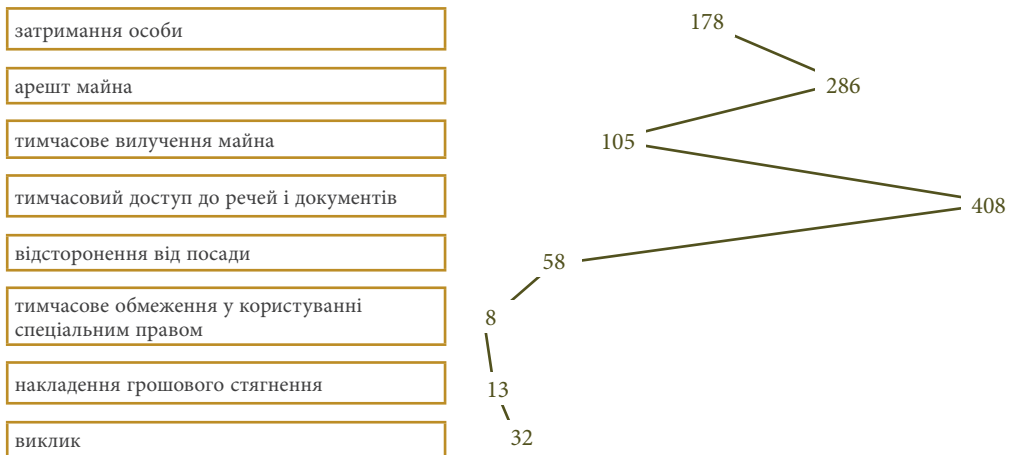 затримання особи
178
арешт майна
286
тимчасове вилучення майна
105
тимчасовий доступ до речей і документів
408
відсторонення від посади
58
тимчасове обмеження у користуванні
спеціальним правом
8
накладення грошового стягнення
13
виклик
32